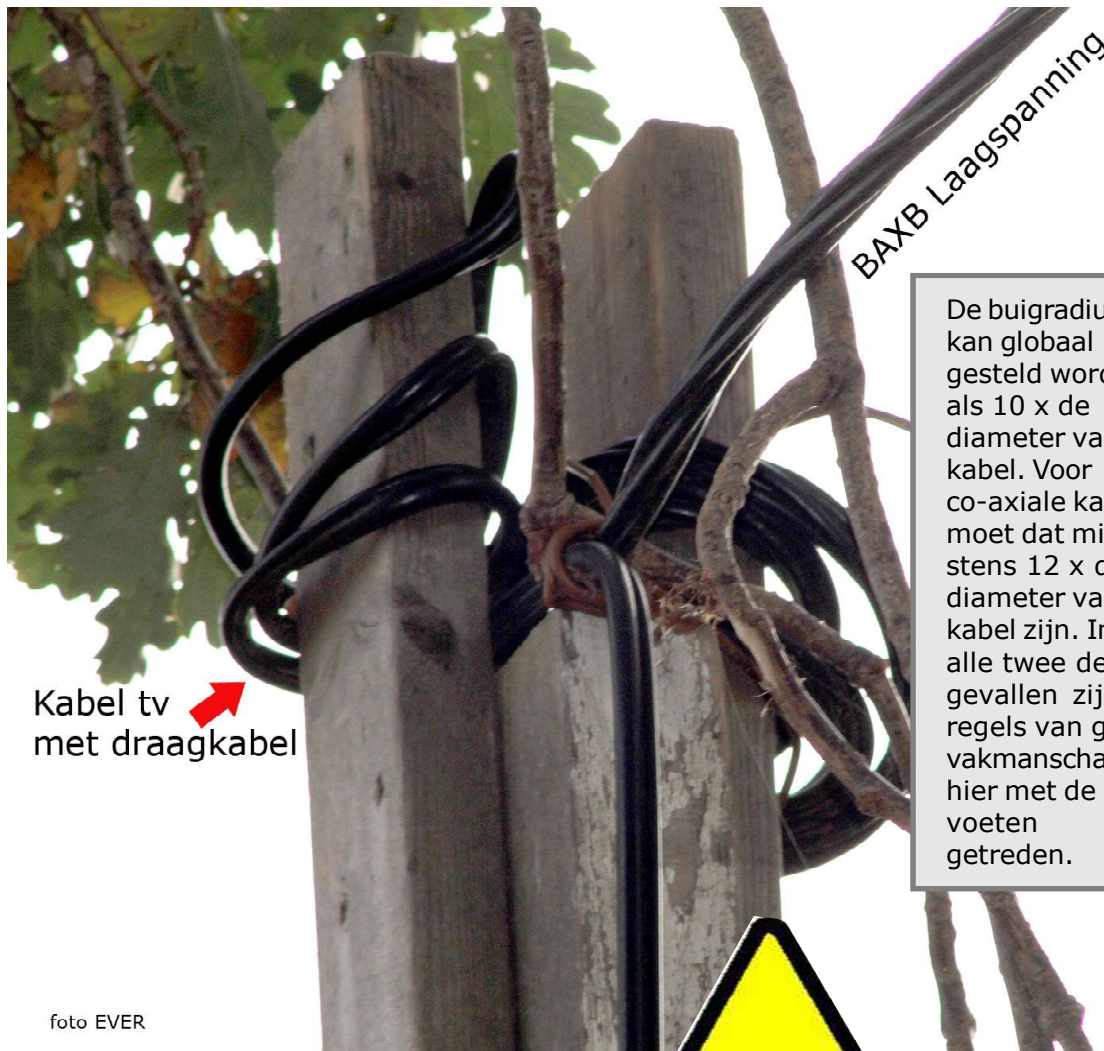 BAXB Laagspanning
De buigradiu
kan globaal
gesteld word
als 10 x de
diameter va
kabel. Voor
co-axiale ka
moet dat mi
stens 12 x d
diameter va
kabel zijn. In
alle twee de
gevallen zij
regels van g
vakmanscha
hier met de
voeten
getreden.
Kabel tv
met draagkabel
foto EVER